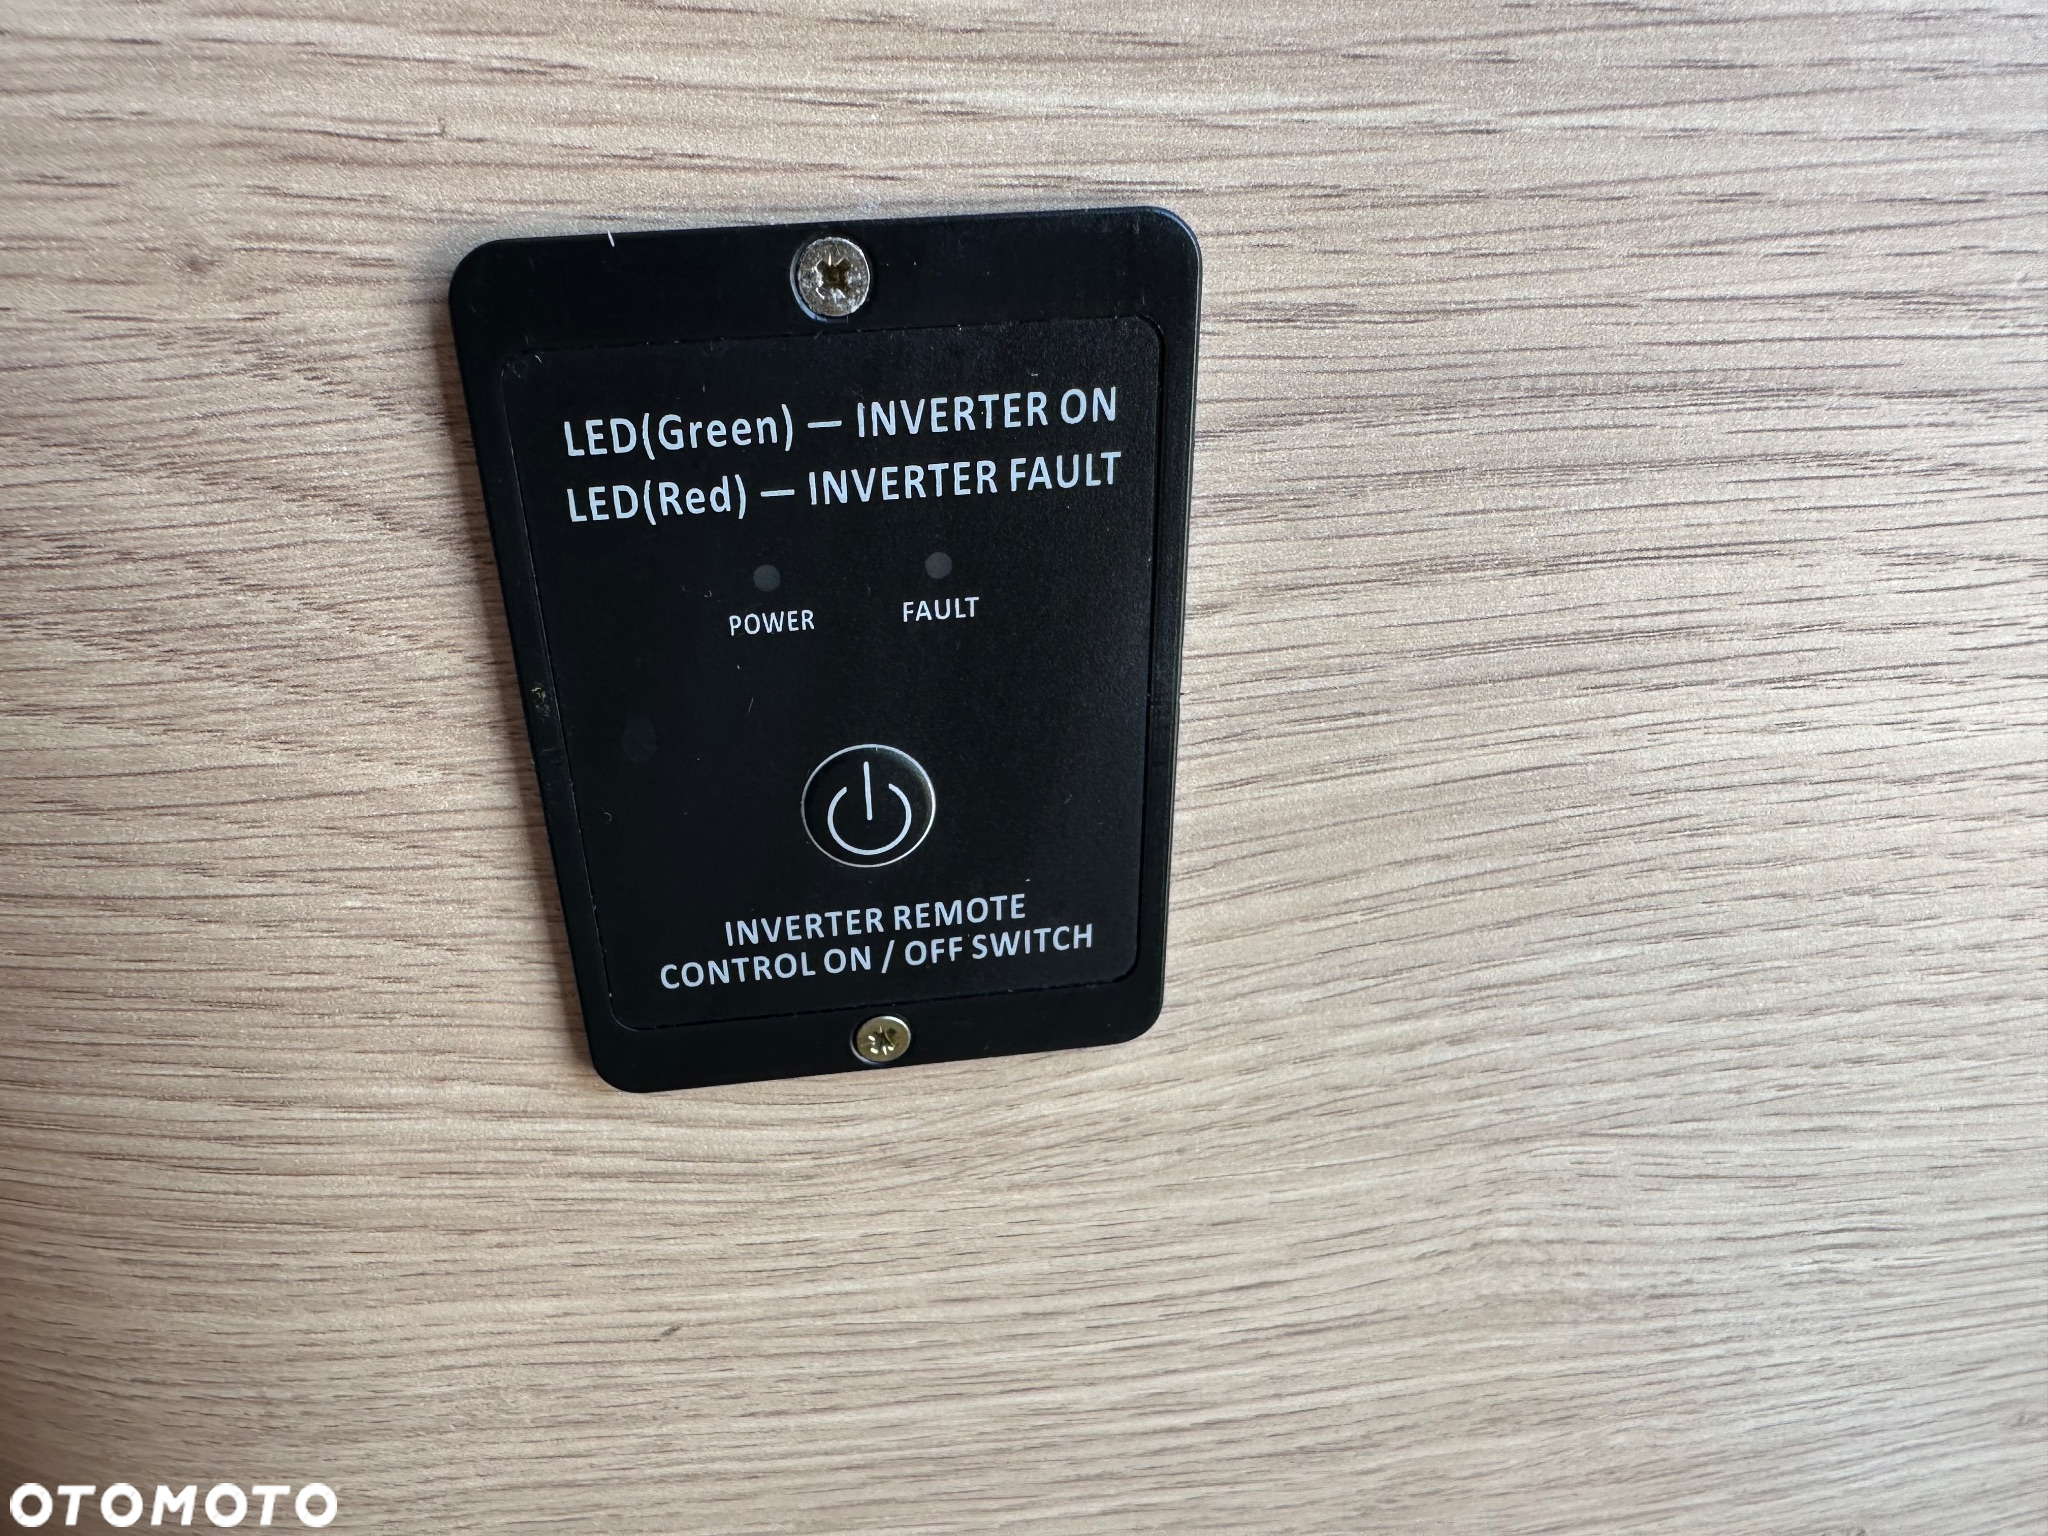 LED(Green) — INVERTER ON
LED(Red) — INVERTER FAULT
POWER FAULT
INVERTER REMOTE
CONTROL ON / OFF SWITCH
OTOMOTO